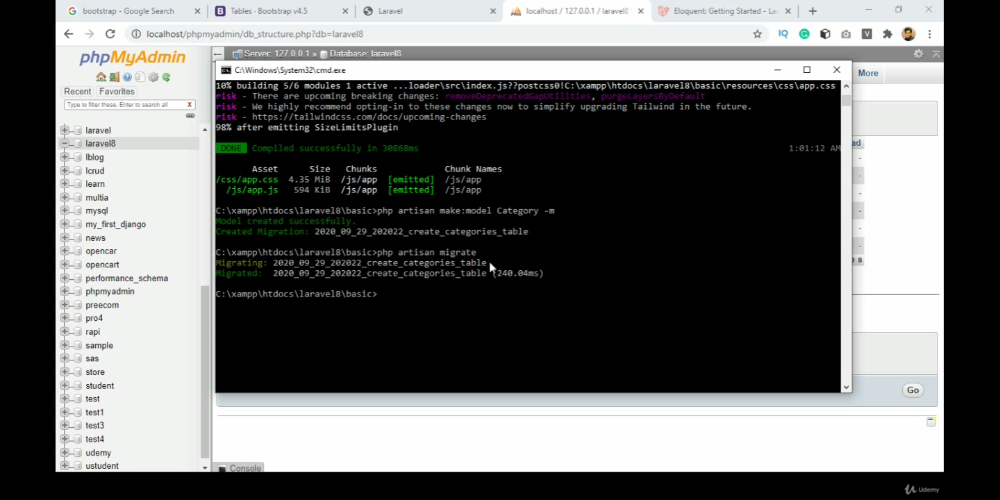 bootstrap - Google Search
Tables · Bootstrap v4.5
Laravel
localhost / 127.0.0.1 / laravel8
Eloquent: Getting Started - La
localhost/phpmyadmin/db_structure.php?db=laravel8
IQ
phpMyAdmin
Recent
Favorites
Type to filter these, Enter to search all
X
laravel
laravel8
lblog
lcrud
learn
multia
mysql
my_first_django
news
opencar
opencart
performance_schema
phpmyadmin
preecom
pro4
rapi
sample
sas
store
student
test
test1
test3
test4
udemy
ustudent
Server: 127.0.0.1 » Database: laravel8
More
C:\Windows\System32\cmd.exe
10% building 5/6 modules 1 active ...loader\src\index.js??postcss0!C:\xampp\htdocs\laravel8\basic\resources\css\app.css
risk - There are upcoming breaking changes: removeDeprecatedGapUtilities, purgeLayersByDefault
risk - We highly recommend opting-in to these changes now to simplify upgrading Tailwind in the future.
risk - https://tailwindcss.com/docs/upcoming-changes
98% after emitting SizeLimitsPlugin
DONE Compiled successfully in 30868ms 1:01:12 AM
Asset Size Chunks Chunk Names
/css/app.css 4.35 MiB /js/app [emitted] /js/app
/js/app.js 594 KiB /js/app [emitted] /js/app
C:\xampp\htdocs\laravel8\basic>php artisan make:model Category -m
Model created successfully.
Created Migration: 2020_09_29_202022_create_categories_table
C:\xampp\htdocs\laravel8\basic>php artisan migrate
Migrating: 2020_09_29_202022_create_categories_table
Migrated: 2020_09_29_202022_create_categories_table (240.04ms)
C:\xampp\htdocs\laravel8\basic>
ad
B
Go
Console
Udemy